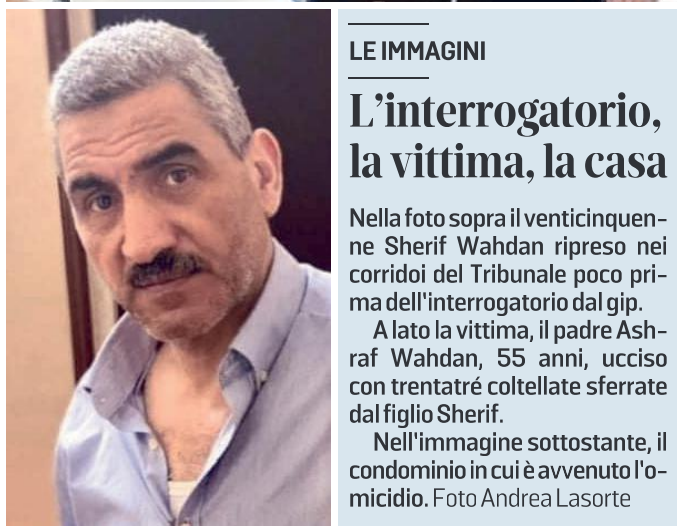 LE IMMAGINI
L'interrogatorio,
la vittima, la casa
Nella foto sopra il venticinquen-
ne Sherif Wahdan ripreso nei
corridoi del Tribunale poco pri-
ma dell'interrogatorio dal gip.
A lato la vittima, il padre Ash-
raf Wahdan, 55 anni, ucciso
con trentatré coltellate sferrate
dal figlio Sherif.
Nell'immagine sottostante, il
condominio in cui è avvenuto l'o-
micidio. Foto Andrea Lasorte